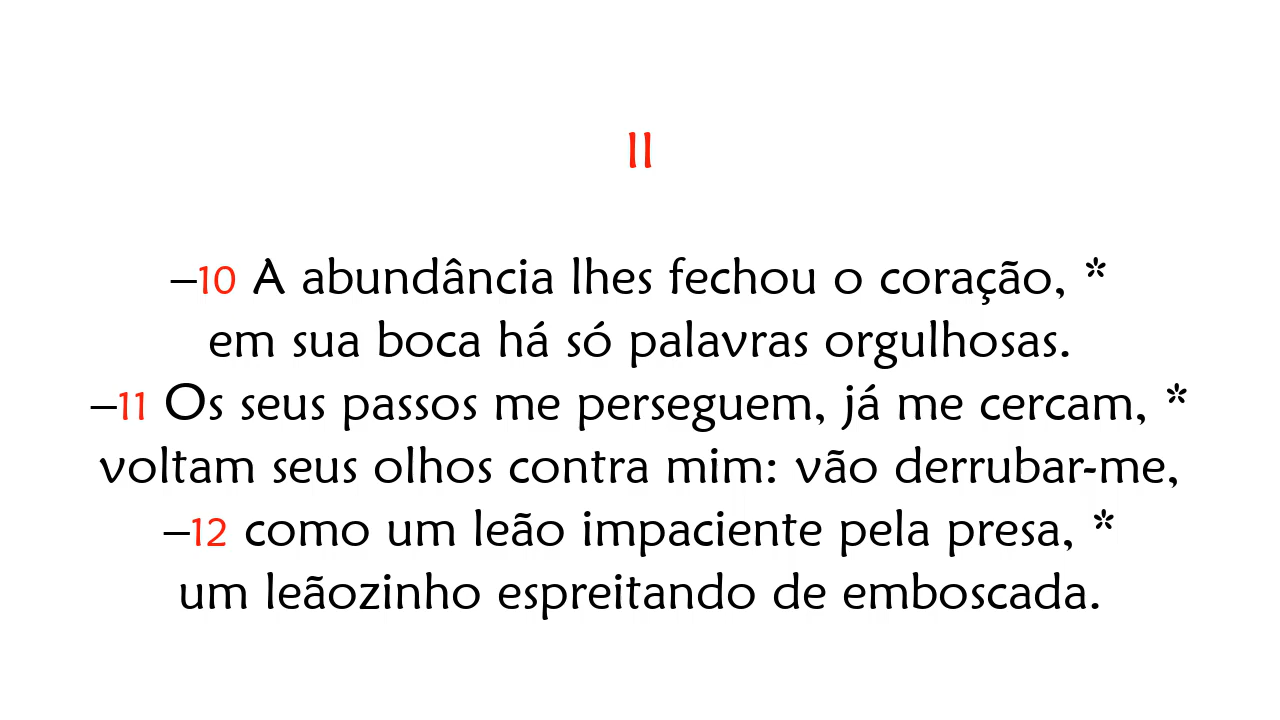 II
–10 A abundância lhes fechou o coração, *
em sua boca há só palavras orgulhosas.
–11 Os seus passos me perseguem, já me cercam, *
voltam seus olhos contra mim: vão derrubar-me,
–12 como um leão impaciente pela presa, *
um leãozinho espreitando de emboscada.